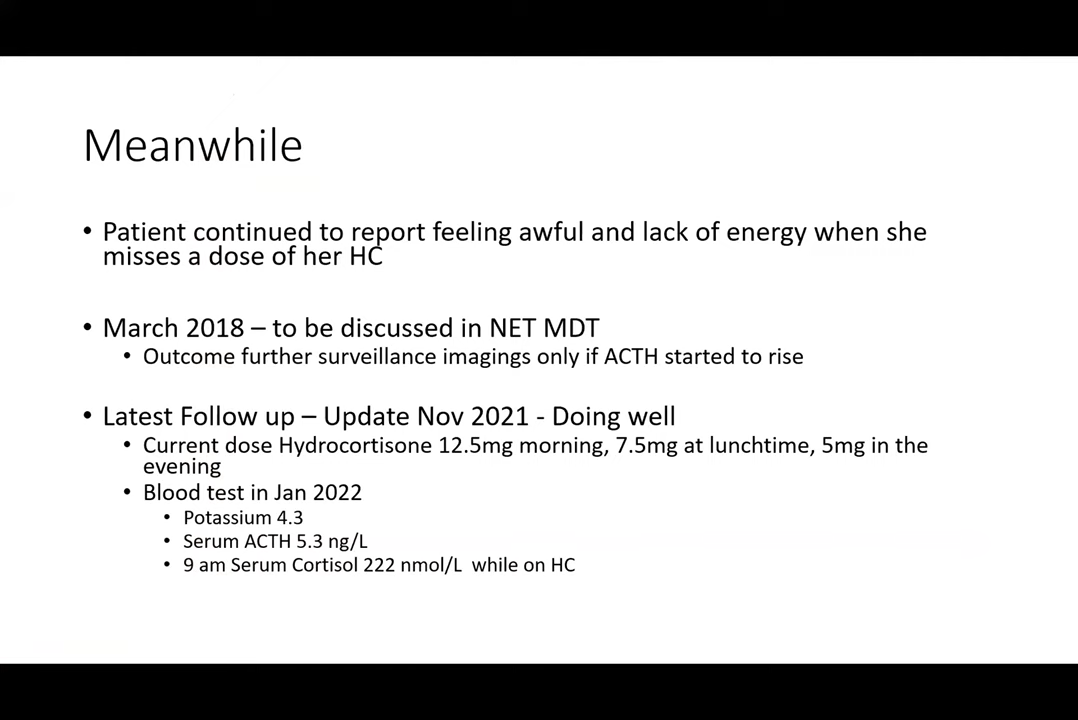 Meanwhile
• Patient continued to report feeling awful and lack of energy when she
misses a dose of her HC
• March 2018 – to be discussed in NET MDT
• Outcome further surveillance imagings only if ACTH started to rise
• Latest Follow up – Update Nov 2021 - Doing well
• Current dose Hydrocortisone 12.5mg morning, 7.5mg at lunchtime, 5mg in the
evening
• Blood test in Jan 2022
• Potassium 4.3
• Serum ACTH 5.3 ng/L
• 9 am Serum Cortisol 222 nmol/L while on HC